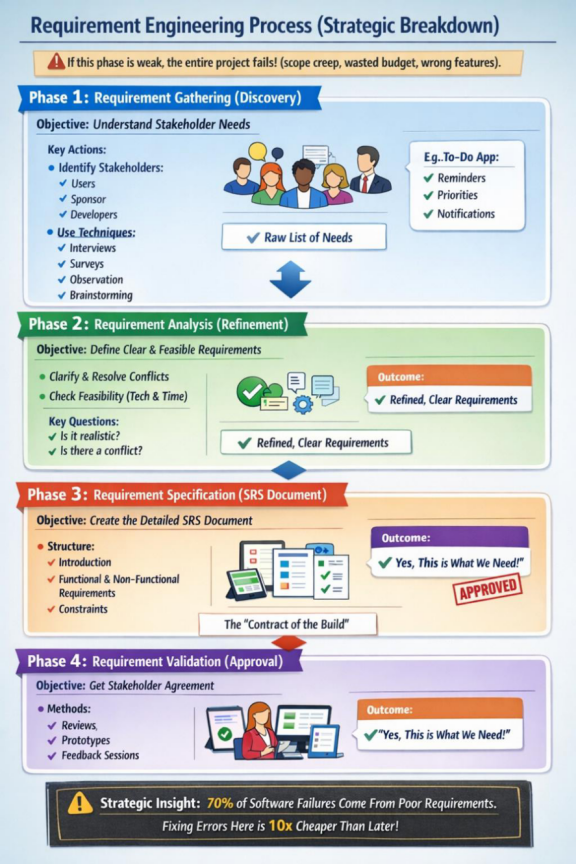 Requirement Engineering Process (Strategic Breakdown)
If this phase is weak, the entire project fails! (scope creep, wasted budget, wrong features).
Phase 1: Requirement Gathering (Discovery)
Objective: Understand Stakeholder Needs
Key Actions:
Identify Stakeholders:
Users
Sponsor
Developers
Use Techniques:
Interviews
Surveys
Observation
Brainstorming
Raw List of Needs
E.g..To-Do App:
Reminders
Priorities
Notifications
Phase 2: Requirement Analysis (Refinement)
Objective: Define Clear & Feasible Requirements
Clarify & Resolve Conflicts
Check Feasibility (Tech & Time)
Key Questions:
Is it realistic?
Is there a conflict?
Refined, Clear Requirements
Outcome:
Refined, Clear Requirements
Phase 3: Requirement Specification (SRS Document)
Objective: Create the Detailed SRS Document
Structure:
Introduction
Functional & Non-Functional
Requirements
Constraints
The "Contract of the Build"
Outcome:
Yes, This is What We Need!"
APPROVED
Phase 4: Requirement Validation (Approval)
Objective: Get Stakeholder Agreement
Methods:
Reviews,
Prototypes
Feedback Sessions
Outcome:
"Yes, This is What We Need!"
Strategic Insight: 70% of Software Failures Come From Poor Requirements.
Fixing Errors Here is 10x Cheaper Than Later!